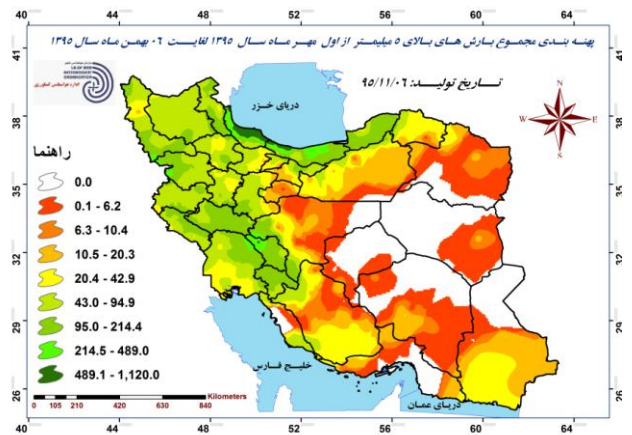 40 44 48 52 56 60 64
پهنه بندی مجموع بارش های بالای ۵ میلیمتر از اول مهر ماه سال ۱۳۹۵ لغایت ۰۶ بهمن ماه سال ۱۳۹۵
I.R. OF IRAN
METEOROLOGICAL
ORGANIZATION
تاریخ تولید: ۹۵/۱۱/۰۶
دریای خزر
N
W E
S
راهنما
0.0
0.1 - 6.2
6.3 - 10.4
10.5 - 20.3
20.4 - 42.9
43.0 - 94.9
95.0 - 214.4
214.5 - 489.0
489.1 - 1,120.0
خلیج فارس
دریای عمان
Kilometers
0 105 210 420 630 840
41 38 35 32 29 26
41 38 35 32 29 26
40 44 48 52 56 60 64